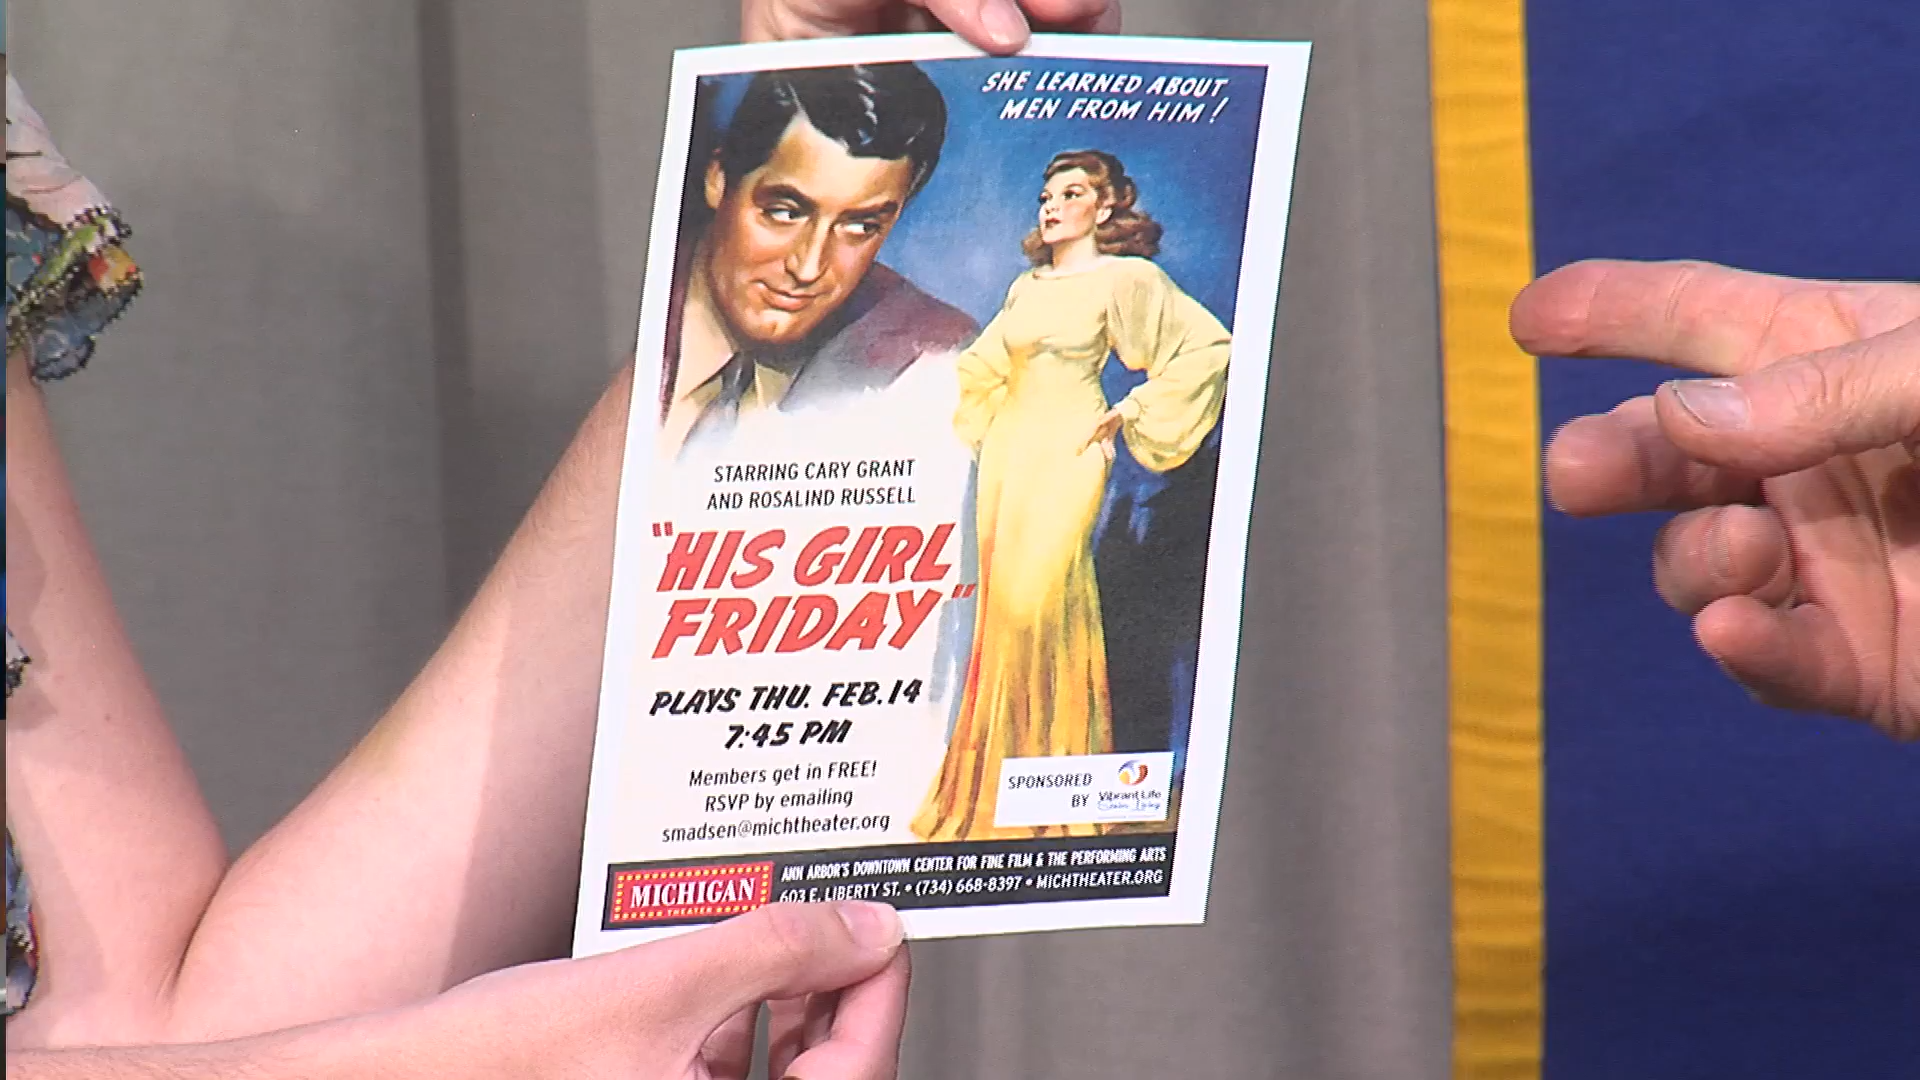 SHE LEARNED ABOUT
MEN FROM HIM!
STARRING CARY GRANT
AND ROSALIND RUSSELL
"HIS GIRL
FRIDAY"
PLAYS THU. FEB. 14
7:45 PM
Members get in FREE!
RSVP by emailing
smadsen@michtheater.org
SPONSORED
BY
Vibrant Life
MICHIGAN
THEATER
ANN ARBOR'S DOWNTOWN CENTER FOR FINE FILM & THE PERFORMING ARTS
603 E. LIBERTY ST. • (734) 668-8397 • MICHTHEATER.ORG